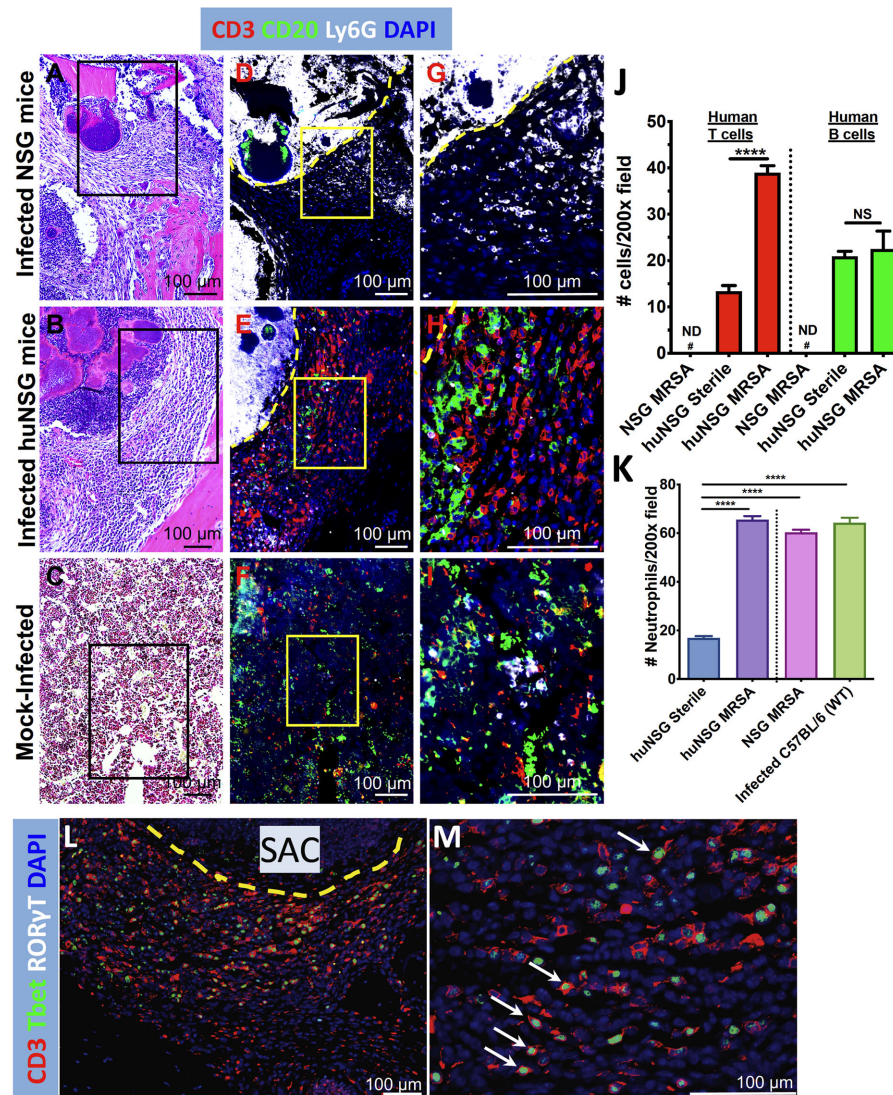 CD3 CD20 Ly6G DAPI
Infected NSG mice
A
100 µm
D
100 µm
G
100 µm
Infected huNSG mice
B
100 µm
E
100 µm
H
100 µm
Mock-Infected
C
100 µm
F
100 µm
I
100 µm
J
Human
T cells
Human
B cells
****
NS
# cells/200x field
50
40
30
20
10
0
ND
#
ND
#
NSG MRSA
huNSG Sterile
huNSG MRSA
NSG MRSA
huNSG Sterile
huNSG MRSA
K
****
****
****
# Neutrophils/200x field
80
60
40
20
0
huNSG Sterile
huNSG MRSA
NSG MRSA
Infected C57BL/6 (WT)
CD3 Tbet RORγT DAPI
L
SAC
100 µm
M
100 µm